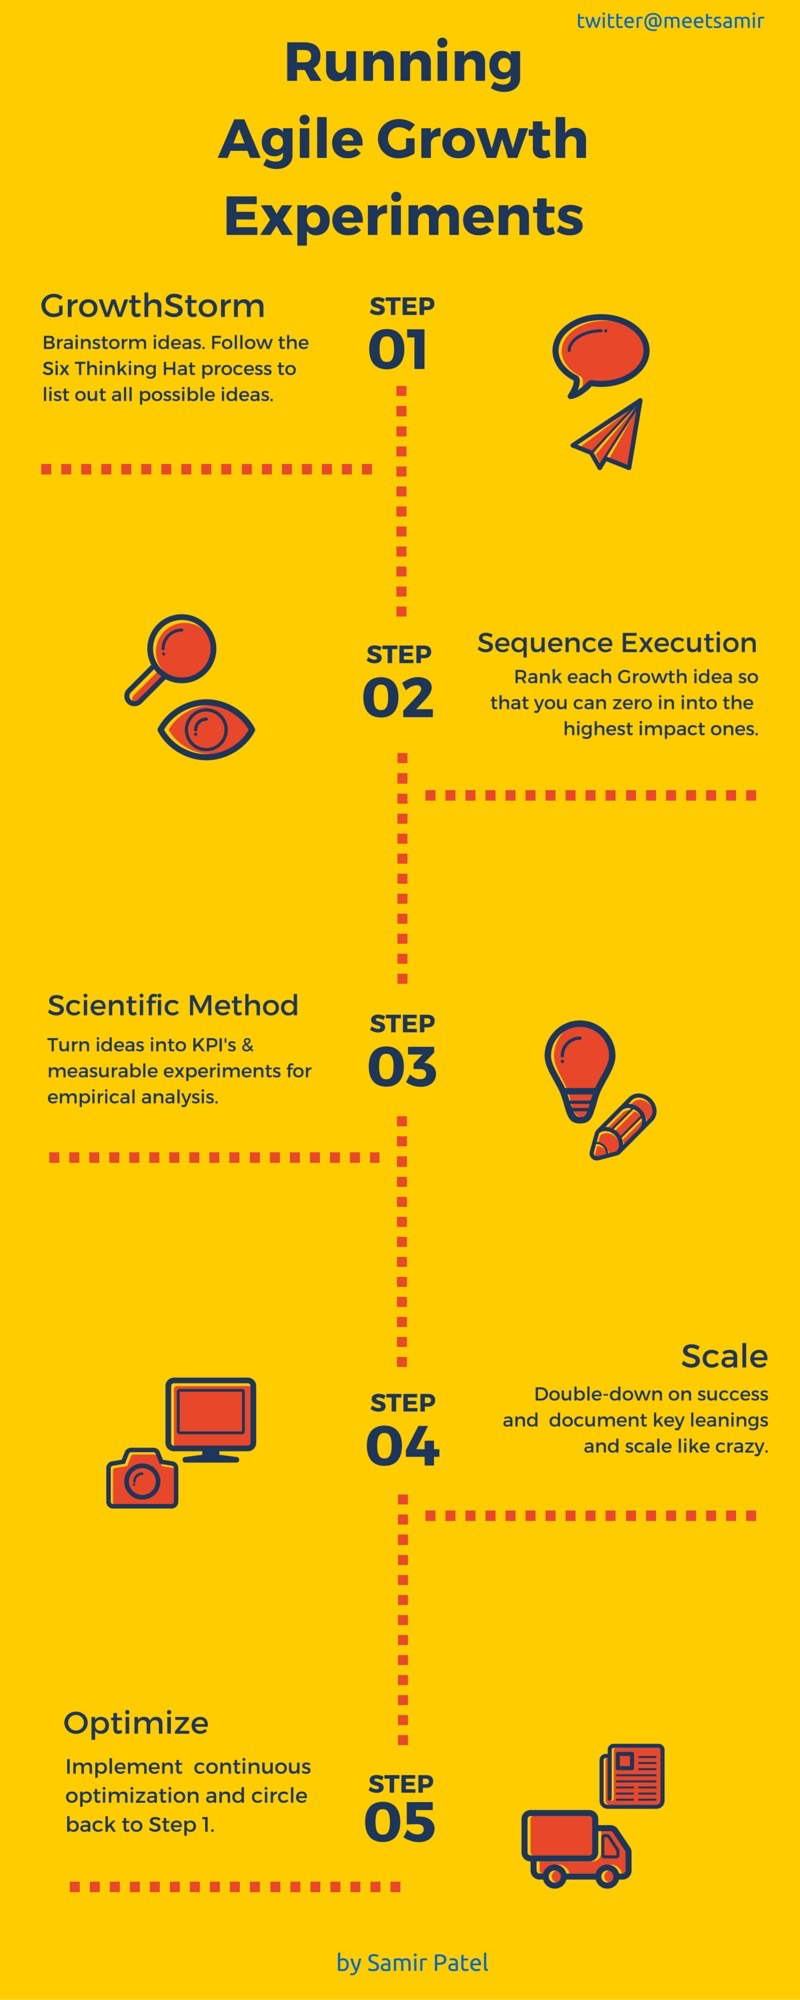 twitter@meetsamir
Running
Agile Growth
Experiments
GrowthStorm
Brainstorm ideas. Follow the
Six Thinking Hat process to
list out all possible ideas.
STEP
01
STEP
02
Sequence Execution
Rank each Growth idea so
that you can zero in into the
highest impact ones.
Scientific Method
Turn ideas into KPI's &
measurable experiments for
empirical analysis.
STEP
03
STEP
04
Scale
Double-down on success
and document key leanings
and scale like crazy.
Optimize
Implement continuous
optimization and circle
back to Step 1.
STEP
05
by Samir Patel